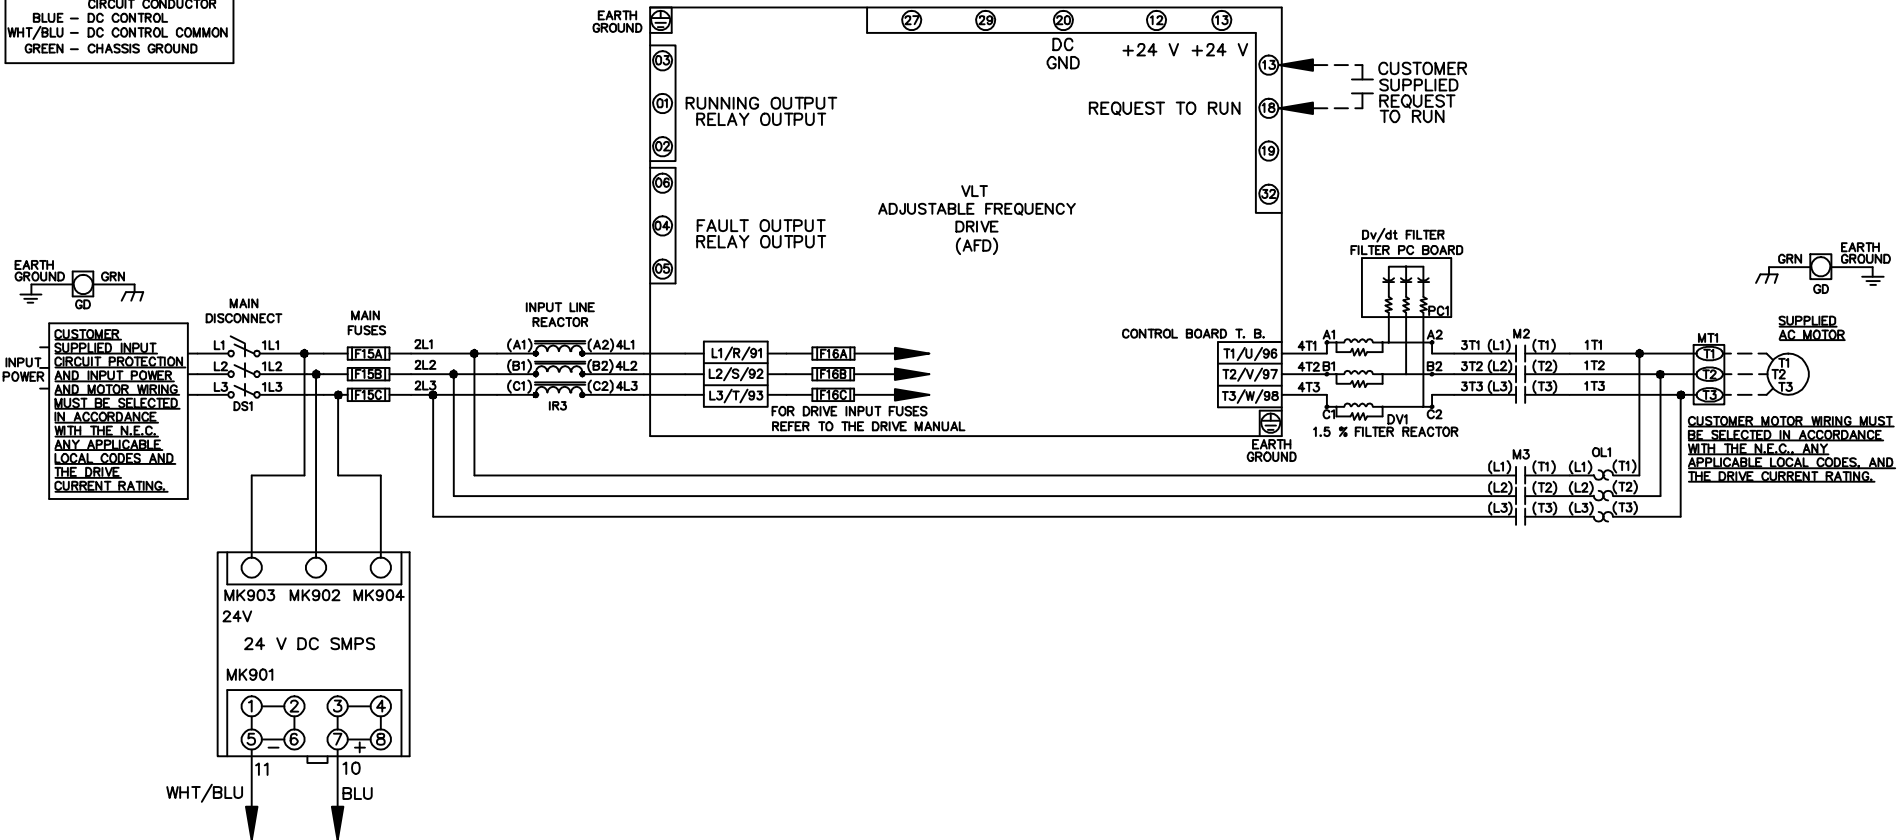 CIRCUIT CONDUCTOR
BLUE – DC CONTROL
WHT/BLU – DC CONTROL COMMON
GREEN – CHASSIS GROUND
EARTH
GROUND
27
29
20
12
13
DC
GND
+24 V
+24 V
03
01
02
RUNNING OUTPUT
RELAY OUTPUT
06
04
05
FAULT OUTPUT
RELAY OUTPUT
13
18
19
32
REQUEST TO RUN
CUSTOMER
SUPPLIED
REQUEST
TO RUN
VLT
ADJUSTABLE FREQUENCY
DRIVE
(AFD)
Dv/dt FILTER
FILTER PC BOARD
PC1
EARTH
GROUND
GRN
GD
GRN
EARTH
GROUND
GD
INPUT
POWER
CUSTOMER
SUPPLIED INPUT
CIRCUIT PROTECTION
AND INPUT POWER
AND MOTOR WIRING
MUST BE SELECTED
IN ACCORDANCE
WITH THE N.E.C.
ANY APPLICABLE
LOCAL CODES AND
THE DRIVE
CURRENT RATING.
MAIN
DISCONNECT
L1
1L1
L2
1L2
L3
1L3
DS1
MAIN
FUSES
F15A
F15B
F15C
2L1
2L2
2L3
INPUT LINE
REACTOR
(A1)
(A2)
4L1
(B1)
(B2)
4L2
(C1)
(C2)
4L3
IR3
L1/R/91
L2/S/92
L3/T/93
F16A
F16B
F16C
FOR DRIVE INPUT FUSES
REFER TO THE DRIVE MANUAL
CONTROL BOARD T. B.
T1/U/96
T2/V/97
T3/W/98
EARTH
GROUND
4T1
4T2
4T3
A1
A2
B1
B2
C1
C2
DV1
1.5 % FILTER REACTOR
M2
3T1 (L1) (T1) 1T1
3T2 (L2) (T2) 1T2
3T3 (L3) (T3) 1T3
MT1
T1
T2
T3
SUPPLIED
AC MOTOR
T1
T2
T3
CUSTOMER MOTOR WIRING MUST
BE SELECTED IN ACCORDANCE
WITH THE N.E.C., ANY
APPLICABLE LOCAL CODES, AND
THE DRIVE CURRENT RATING.
M3
OL1
(L1) (T1) (L1) (T1)
(L2) (T2) (L2) (T2)
(L3) (T3) (L3) (T3)
MK903 MK902 MK904
24V
24 V DC SMPS
MK901
1
2
3
4
5
–
6
7
+
8
11
10
WHT/BLU
BLU